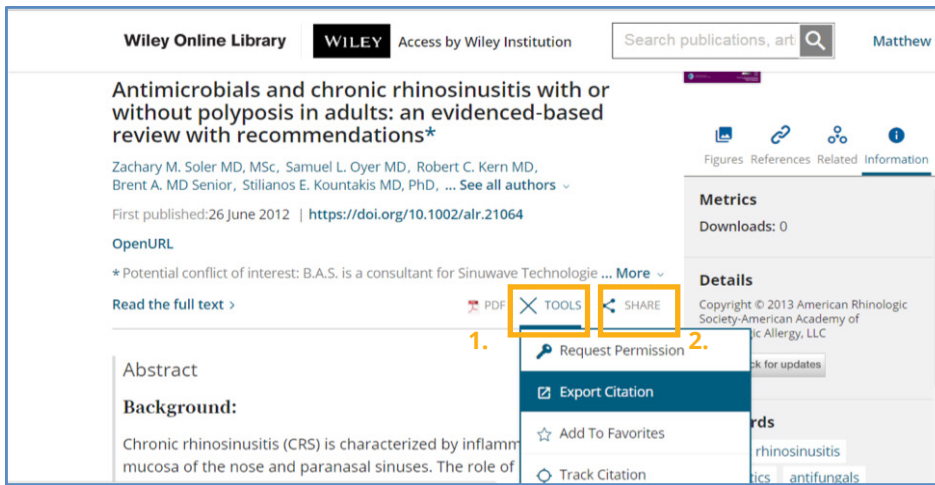 Wiley Online Library WILEY Access by Wiley Institution Search publications, arti Matthew
Antimicrobials and chronic rhinosinusitis with or
without polyposis in adults: an evidenced-based
review with recommendations*
Zachary M. Soler MD, MSc, Samuel L. Oyer MD, Robert C. Kern MD,
Brent A. MD Senior, Stilianos E. Kountakis MD, PhD, ... See all authors
First published:26 June 2012 | https://doi.org/10.1002/alr.21064
OpenURL
* Potential conflict of interest: B.A.S. is a consultant for Sinuwave Technologie ... More
Read the full text >
PDF TOOLS SHARE
1. 2.
Request Permission
Export Citation
Add To Favorites
Track Citation
Abstract
Background:
Chronic rhinosinusitis (CRS) is characterized by inflamm
mucosa of the nose and paranasal sinuses. The role of
Figures References Related Information
Metrics
Downloads: 0
Details
Copyright © 2013 American Rhinologic
Society-American Academy of
ic Allergy, LLC
ck for updates
rds
rhinosinusitis
tics antifungals